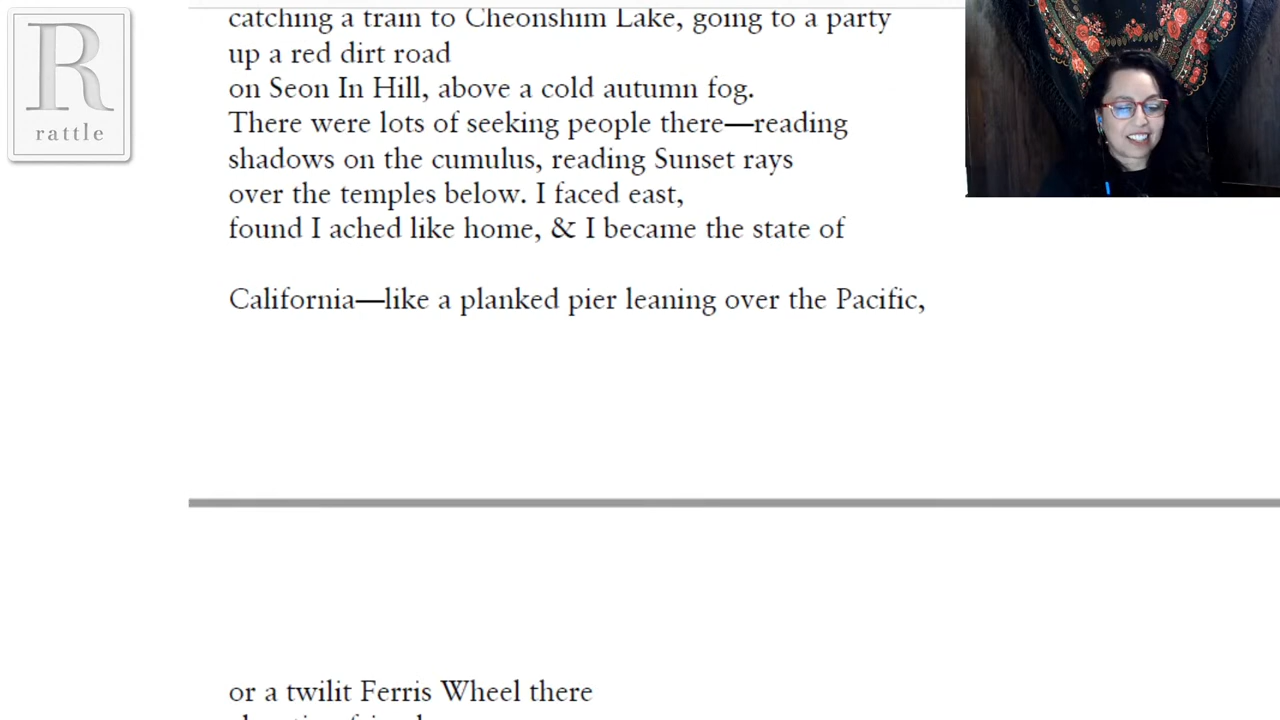 R
rattle
catching a train to Cheonshim Lake, going to a party
up a red dirt road
on Seon In Hill, above a cold autumn fog.
There were lots of seeking people there—reading
shadows on the cumulus, reading Sunset rays
over the temples below. I faced east,
found I ached like home, & I became the state of
California—like a planked pier leaning over the Pacific,
or a twilit Ferris Wheel there